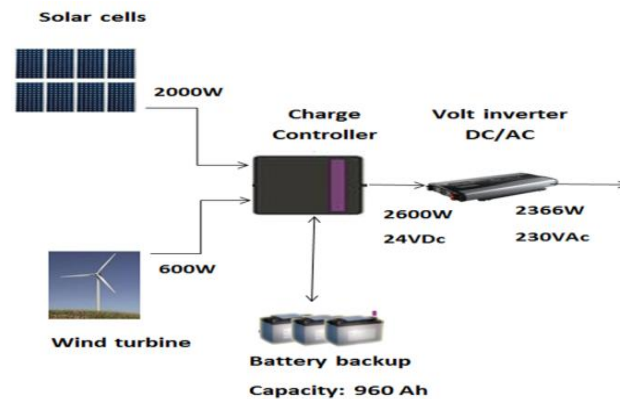 Solar cells
2000W
Charge
Controller
Volt inverter
DC/AC
2600W
24VDc
2366W
230VAc
600W
Wind turbine
Battery backup
Capacity: 960 Ah